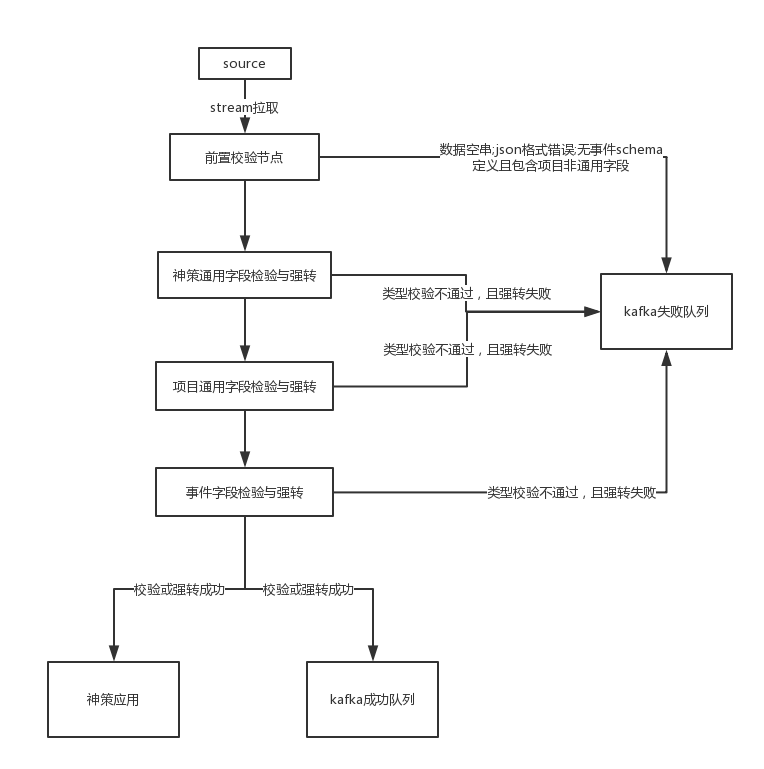 source
stream拉取
前置校验节点
数据空串;json格式错误;无事件schema
定义且包含项目非通用字段
神策通用字段检验与强转
类型校验不通过，且强转失败
kafka失败队列
类型校验不通过，且强转失败
项目通用字段检验与强转
事件字段检验与强转
类型校验不通过，且强转失败
校验或强转成功
校验或强转成功
神策应用
kafka成功队列